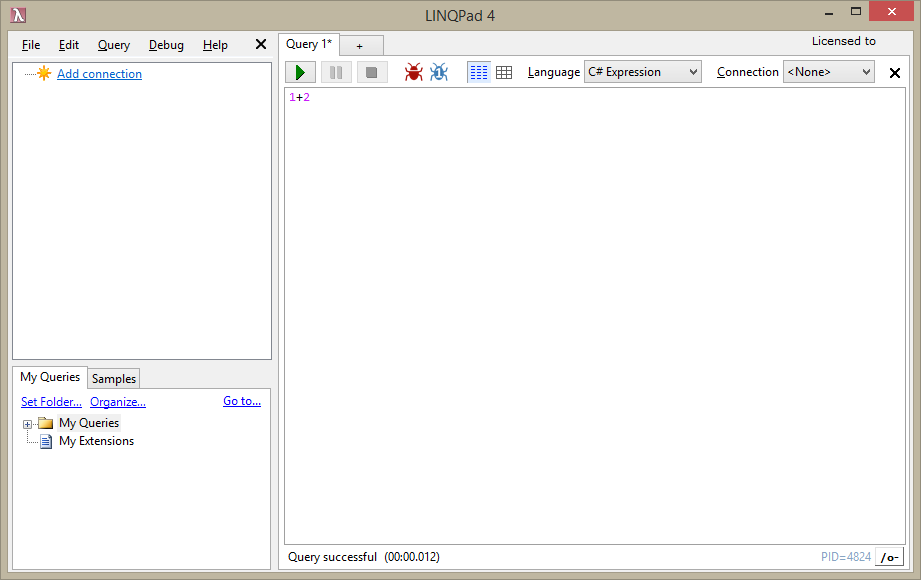 LINQPad 4
File Edit Query Debug Help
Query 1*
+
Licensed to
Add connection
Language C# Expression Connection <None>
1+2
My Queries Samples
Set Folder... Organize... Go to...
My Queries
My Extensions
Query successful (00:00.012)
PID=4824 /o-